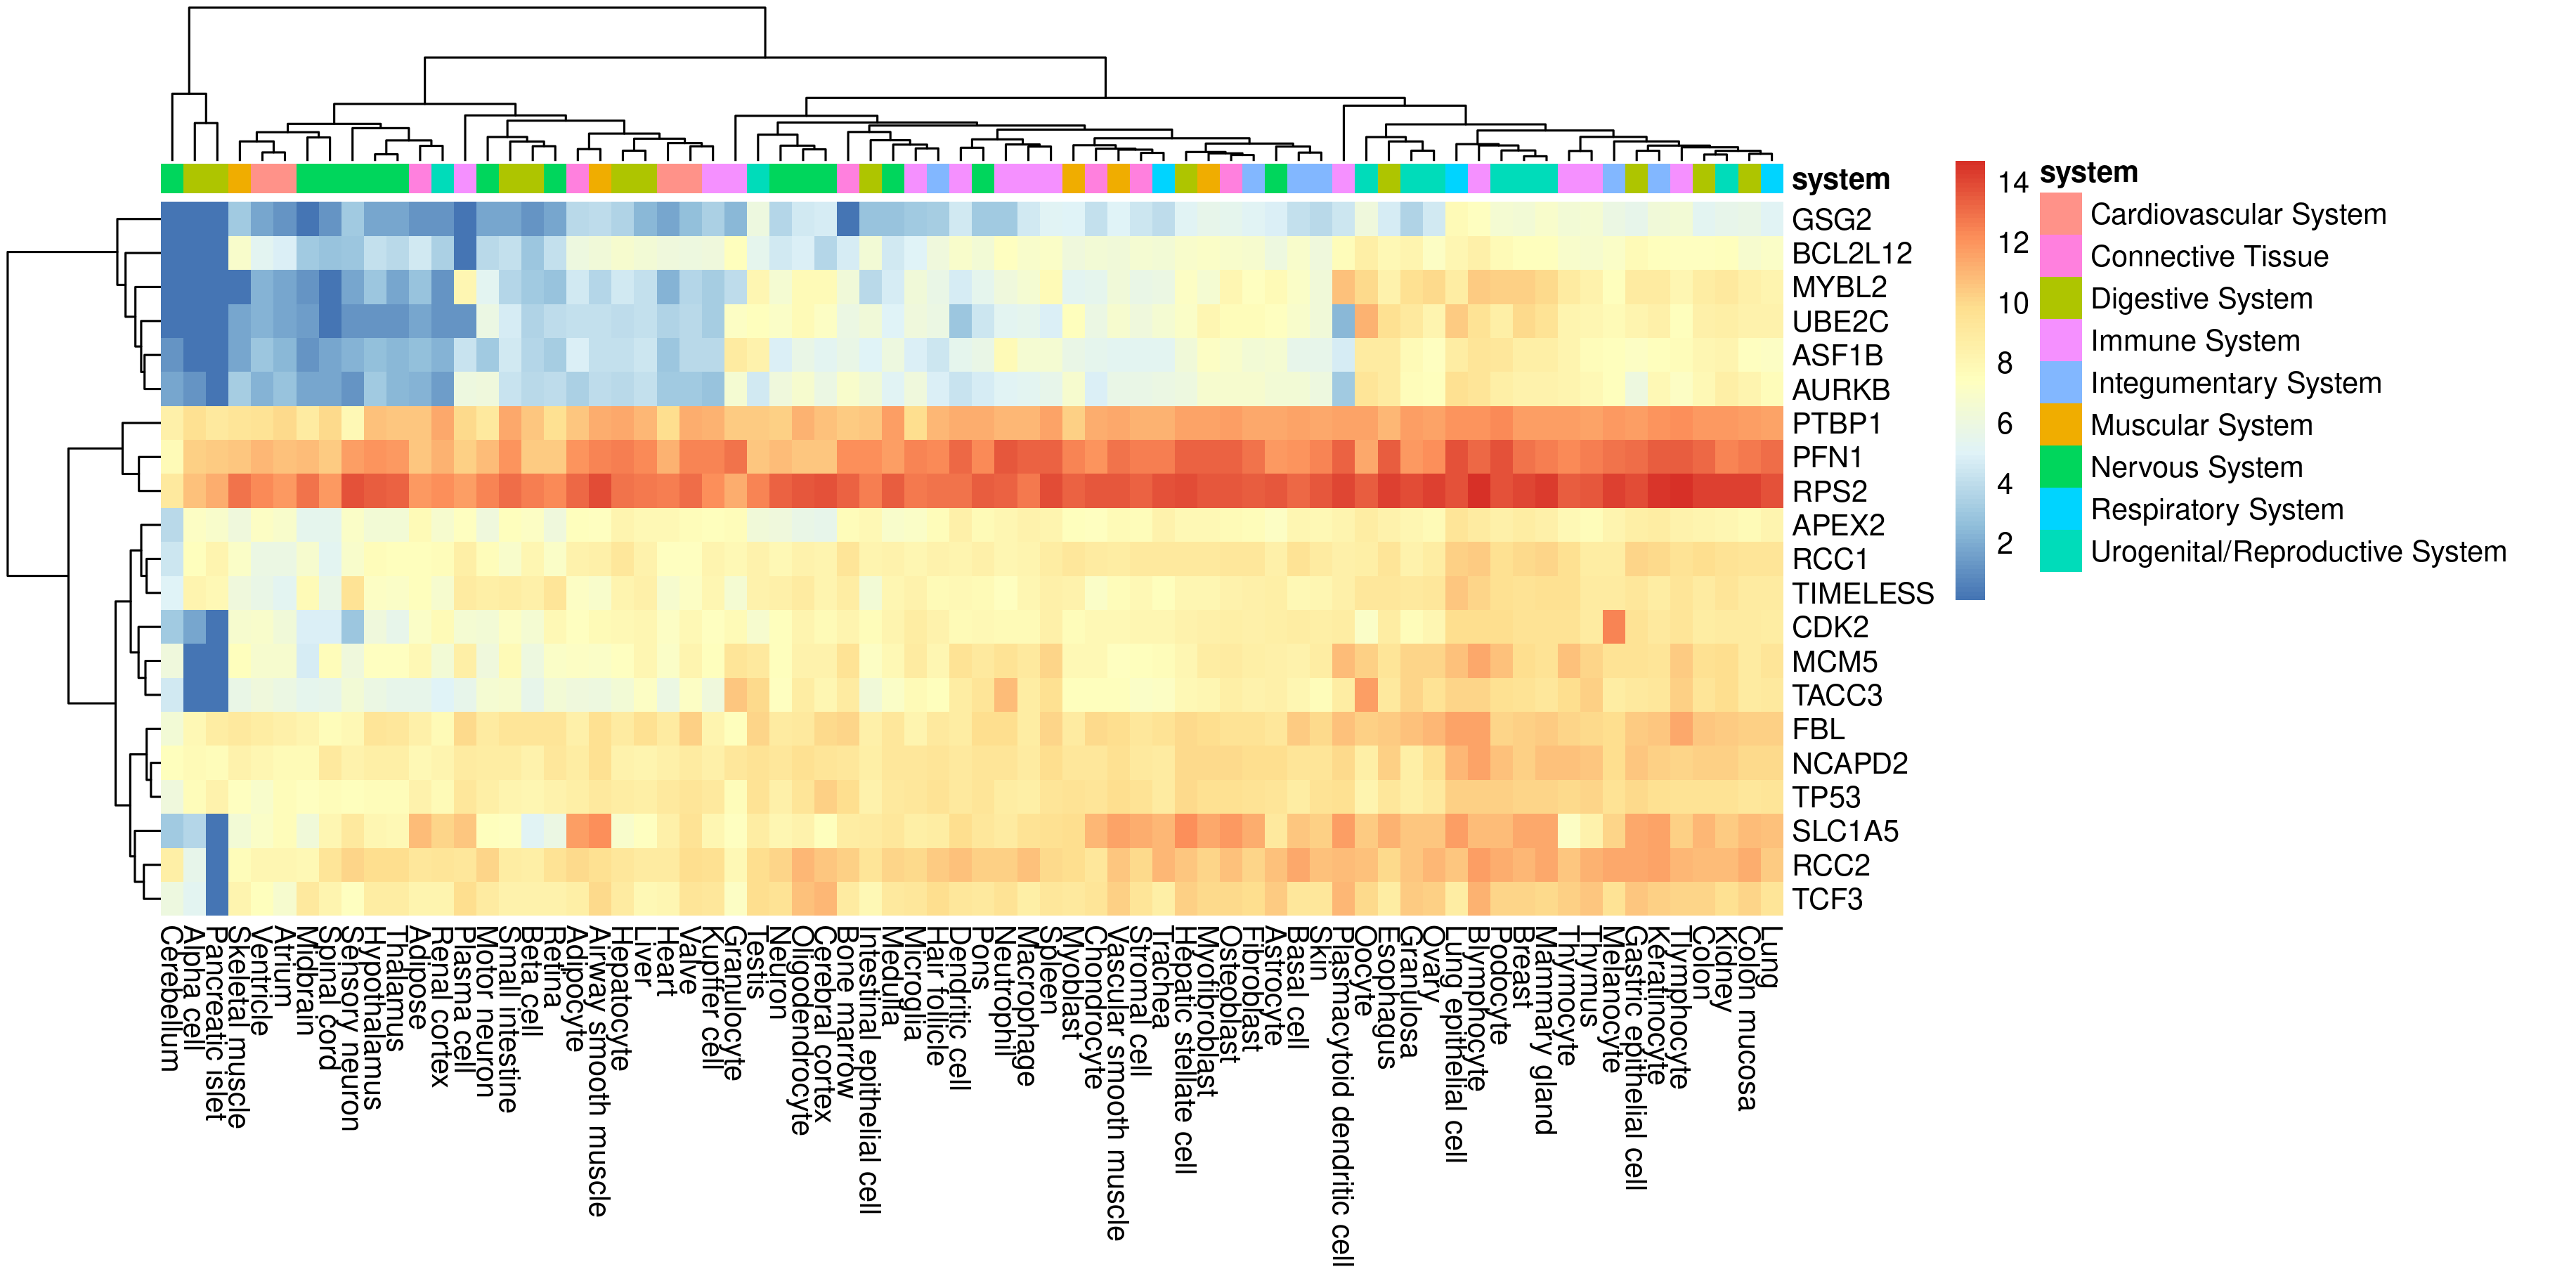 system
GSG2
BCL2L12
MYBL2
UBE2C
ASF1B
AURKB
PTBP1
PFN1
RPS2
APEX2
RCC1
TIMELESS
CDK2
MCM5
TACC3
FBL
NCAPD2
TP53
SLC1A5
RCC2
TCF3
14
12
10
8
6
4
2
system
Cardiovascular System
Connective Tissue
Digestive System
Immune System
Integumentary System
Muscular System
Nervous System
Respiratory System
Urogenital/Reproductive System
Cerebellum
Alpha cell
Pancreatic islet
Skeletal muscle
Ventricle
Atrium
Midbrain
Spinal cord
Sensory neuron
Hypothalamus
Thalamus
Adipose
Renal cortex
Plasma cell
Motor neuron
Small intestine
Beta cell
Retina
Adipocyte
Airway smooth muscle
Hepatocyte
Liver
Heart
Valve
Kupffer cell
Granulocyte
Testis
Neuron
Oligodendrocyte
Cerebral cortex
Bone marrow
Intestinal epithelial cell
Medulla
Microglia
Hair follicle
Dendritic cell
Pons
Neutrophil
Macrophage
Spleen
Myoblast
Chondrocyte
Vascular smooth muscle
Stromal cell
Trachea
Hepatic stellate cell
Myofibroblast
Osteoblast
Fibroblast
Astrocyte
Basal cell
Skin
Plasmacytoid dendritic cell
Oocyte
Esophagus
Granulosa
Ovary
Lung epithelial cell
B lymphocyte
Podocyte
Breast
Mammary gland
Thymocyte
Thymus
Melanocyte
Gastric epithelial cell
Keratinocyte
T lymphocyte
Colon
Kidney
Colon mucosa
Lung